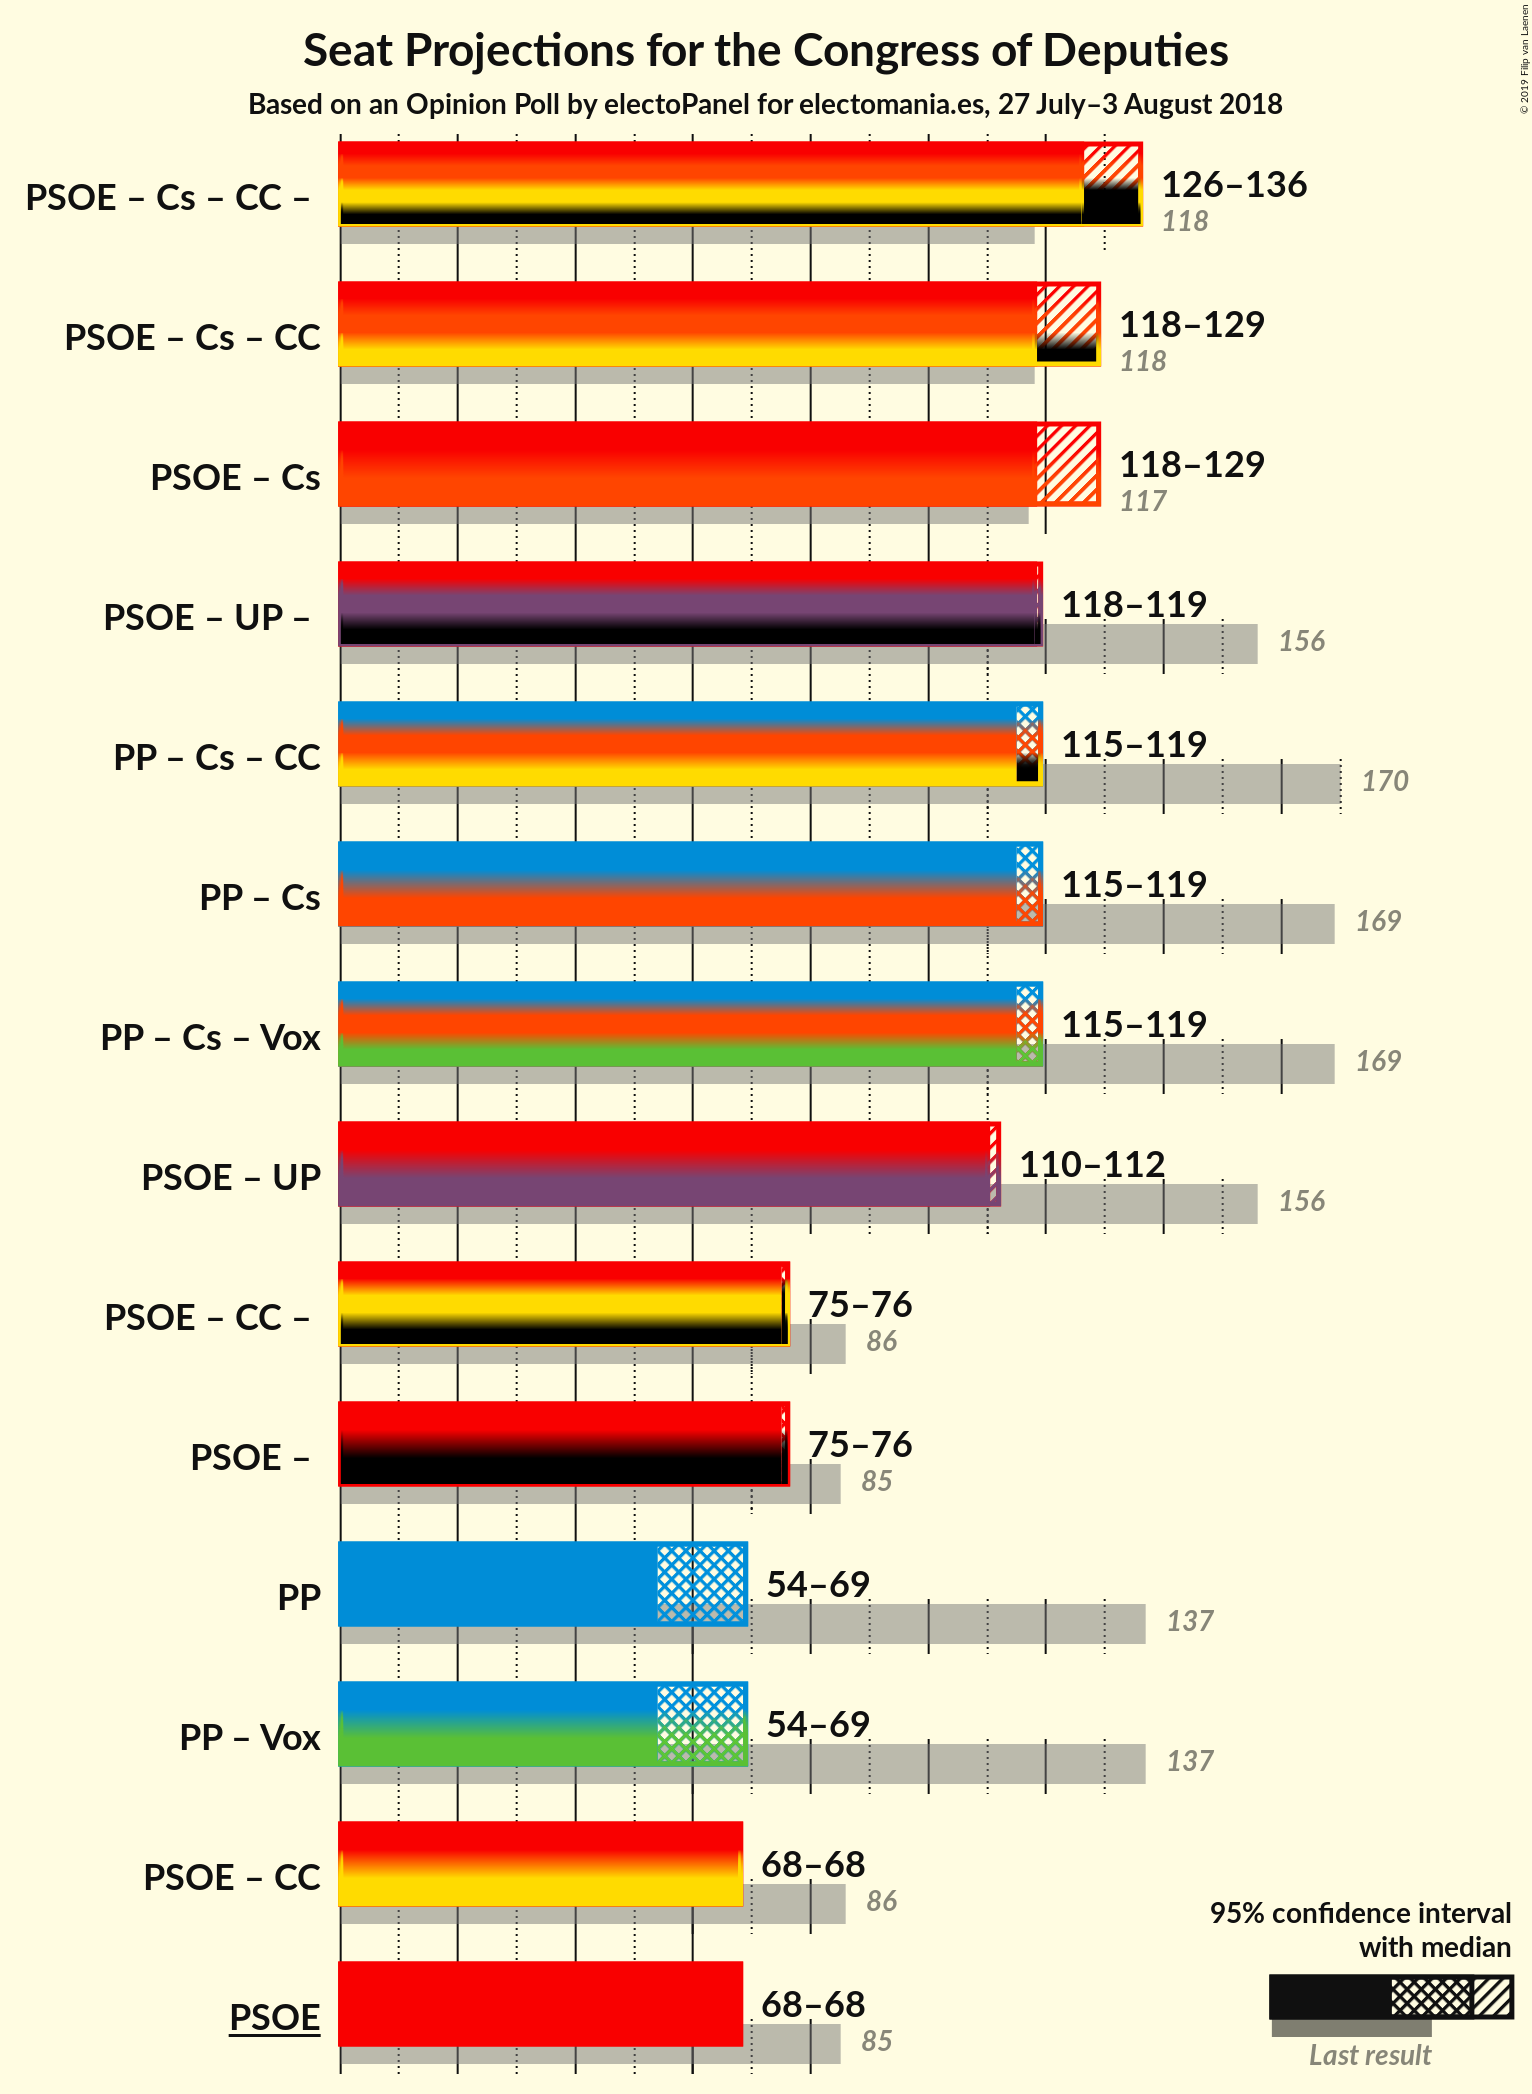 Seat Projections for the Congress of Deputies
Based on an Opinion Poll by electoPanel for electomania.es, 27 July–3 August 2018
© 2019 Filip van Laenen
PSOE – Cs – CC –
126–136
118
PSOE – Cs – CC
118–129
118
PSOE – Cs
118–129
117
PSOE – UP –
118–119
156
PP – Cs – CC
115–119
170
PP – Cs
115–119
169
PP – Cs – Vox
115–119
169
PSOE – UP
110–112
156
PSOE – CC –
75–76
86
PSOE –
75–76
85
PP
54–69
137
PP – Vox
54–69
137
PSOE – CC
68–68
86
PSOE
68–68
85
95% confidence interval
with median
Last result